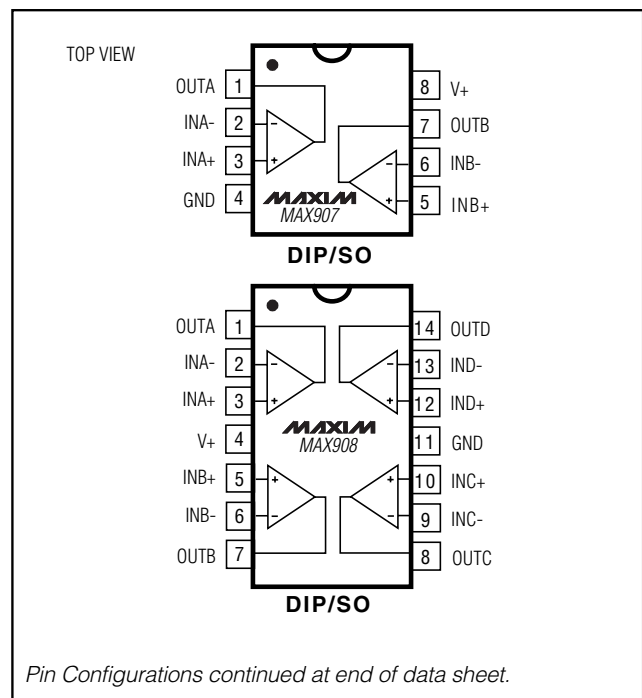 TOP VIEW
OUTA 1
8 V+
INA- 2
7 OUTB
INA+ 3
6 INB-
GND 4
5 INB+
- + - +
MAXIM
MAX907
DIP/SO
OUTA 1
14 OUTD
INA- 2
13 IND-
INA+ 3
12 IND+
V+ 4
11 GND
INB+ 5
10 INC+
INB- 6
9 INC-
OUTB 7
8 OUTC
- + - +
MAXIM
MAX908
+ - + -
DIP/SO
Pin Configurations continued at end of data sheet.